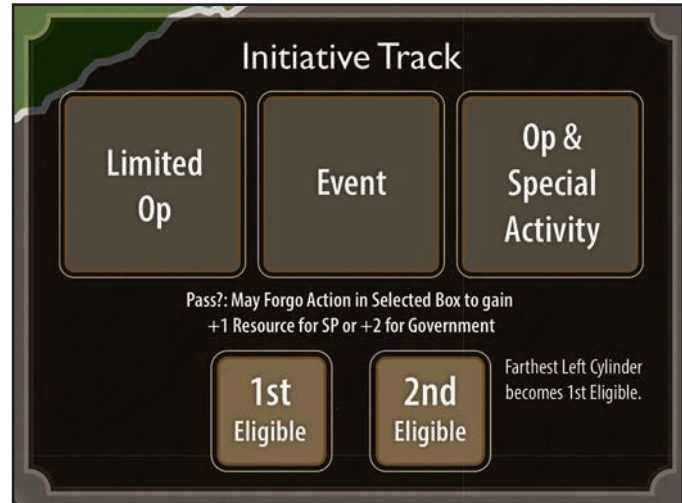 Initiative Track
Limited
Op
Event
Op &
Special
Activity
Pass?: May Forgo Action in Selected Box to gain
+1 Resource for SP or +2 for Government
1st
Eligible
2nd
Eligible
Farthest Left Cylinder
becomes 1st Eligible.